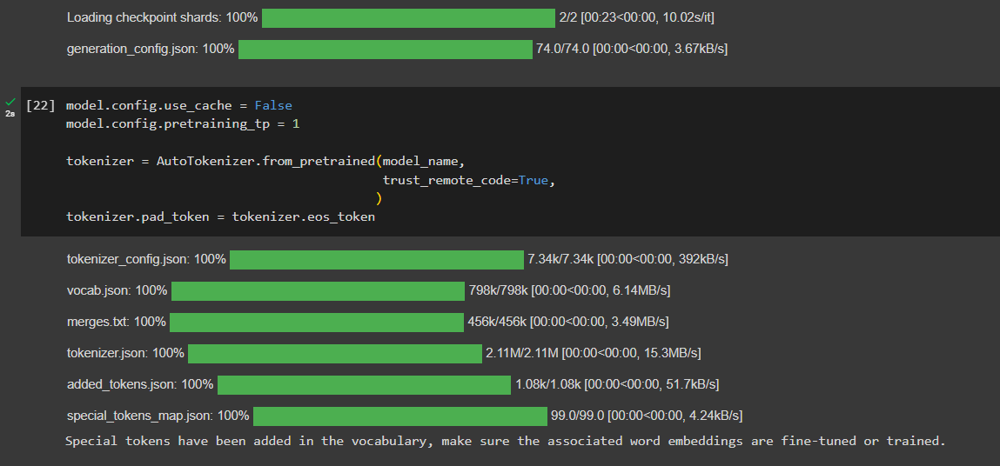 Loading checkpoint shards: 100% 2/2 [00:23<00:00, 10.02s/it]
generation_config.json: 100% 74.0/74.0 [00:00<00:00, 3.67kB/s]
2s
[22] model.config.use_cache = False
model.config.pretraining_tp = 1
tokenizer = AutoTokenizer.from_pretrained(model_name,
trust_remote_code=True,
)
tokenizer.pad_token = tokenizer.eos_token
tokenizer_config.json: 100% 7.34k/7.34k [00:00<00:00, 392kB/s]
vocab.json: 100% 798k/798k [00:00<00:00, 6.14MB/s]
merges.txt: 100% 456k/456k [00:00<00:00, 3.49MB/s]
tokenizer.json: 100% 2.11M/2.11M [00:00<00:00, 15.3MB/s]
added_tokens.json: 100% 1.08k/1.08k [00:00<00:00, 51.7kB/s]
special_tokens_map.json: 100% 99.0/99.0 [00:00<00:00, 4.24kB/s]
Special tokens have been added in the vocabulary, make sure the associated word embeddings are fine-tuned or trained.